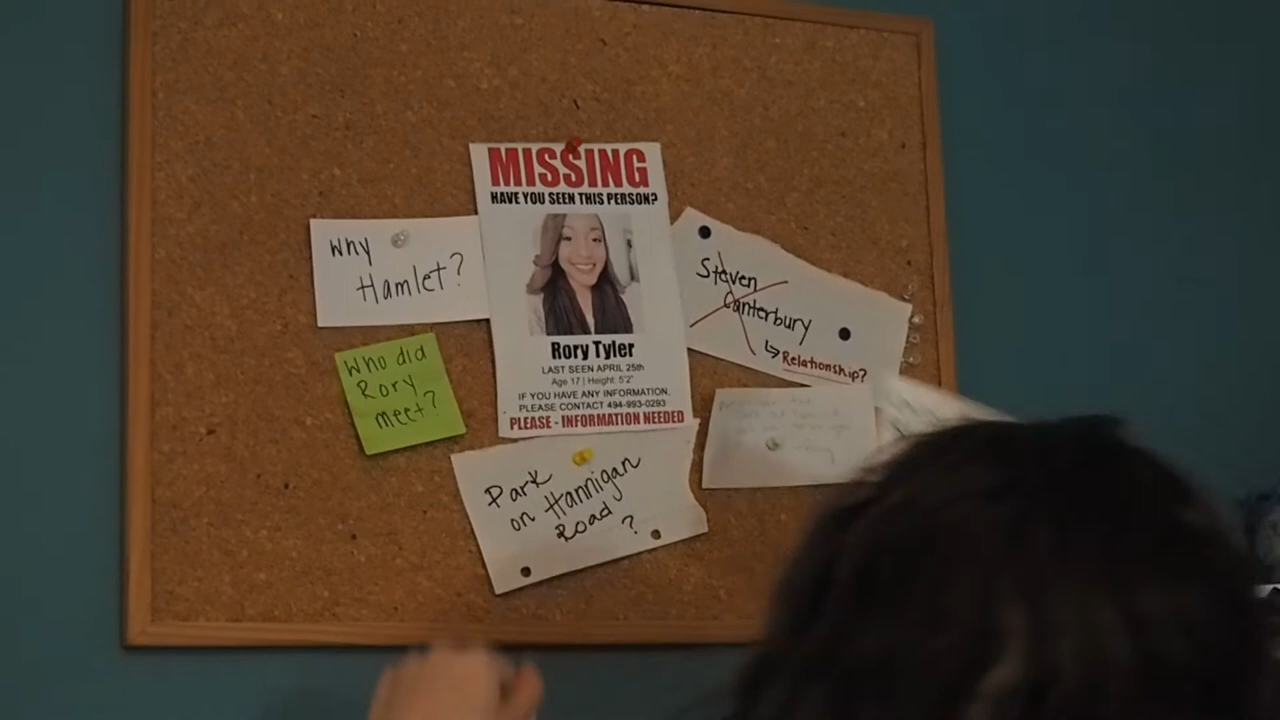 MISSING
HAVE YOU SEEN THIS PERSON?
Rory Tyler
LAST SEEN APRIL 25th
Age 17 | Height: 5'2"
IF YOU HAVE ANY INFORMATION.
PLEASE CONTACT 494-993-0293
PLEASE - INFORMATION NEEDED
Why
Hamlet?
Who did
Rory
meet?
Steven
Canterbury
↳ Relationship?
Park
on Hannigan
Road
?